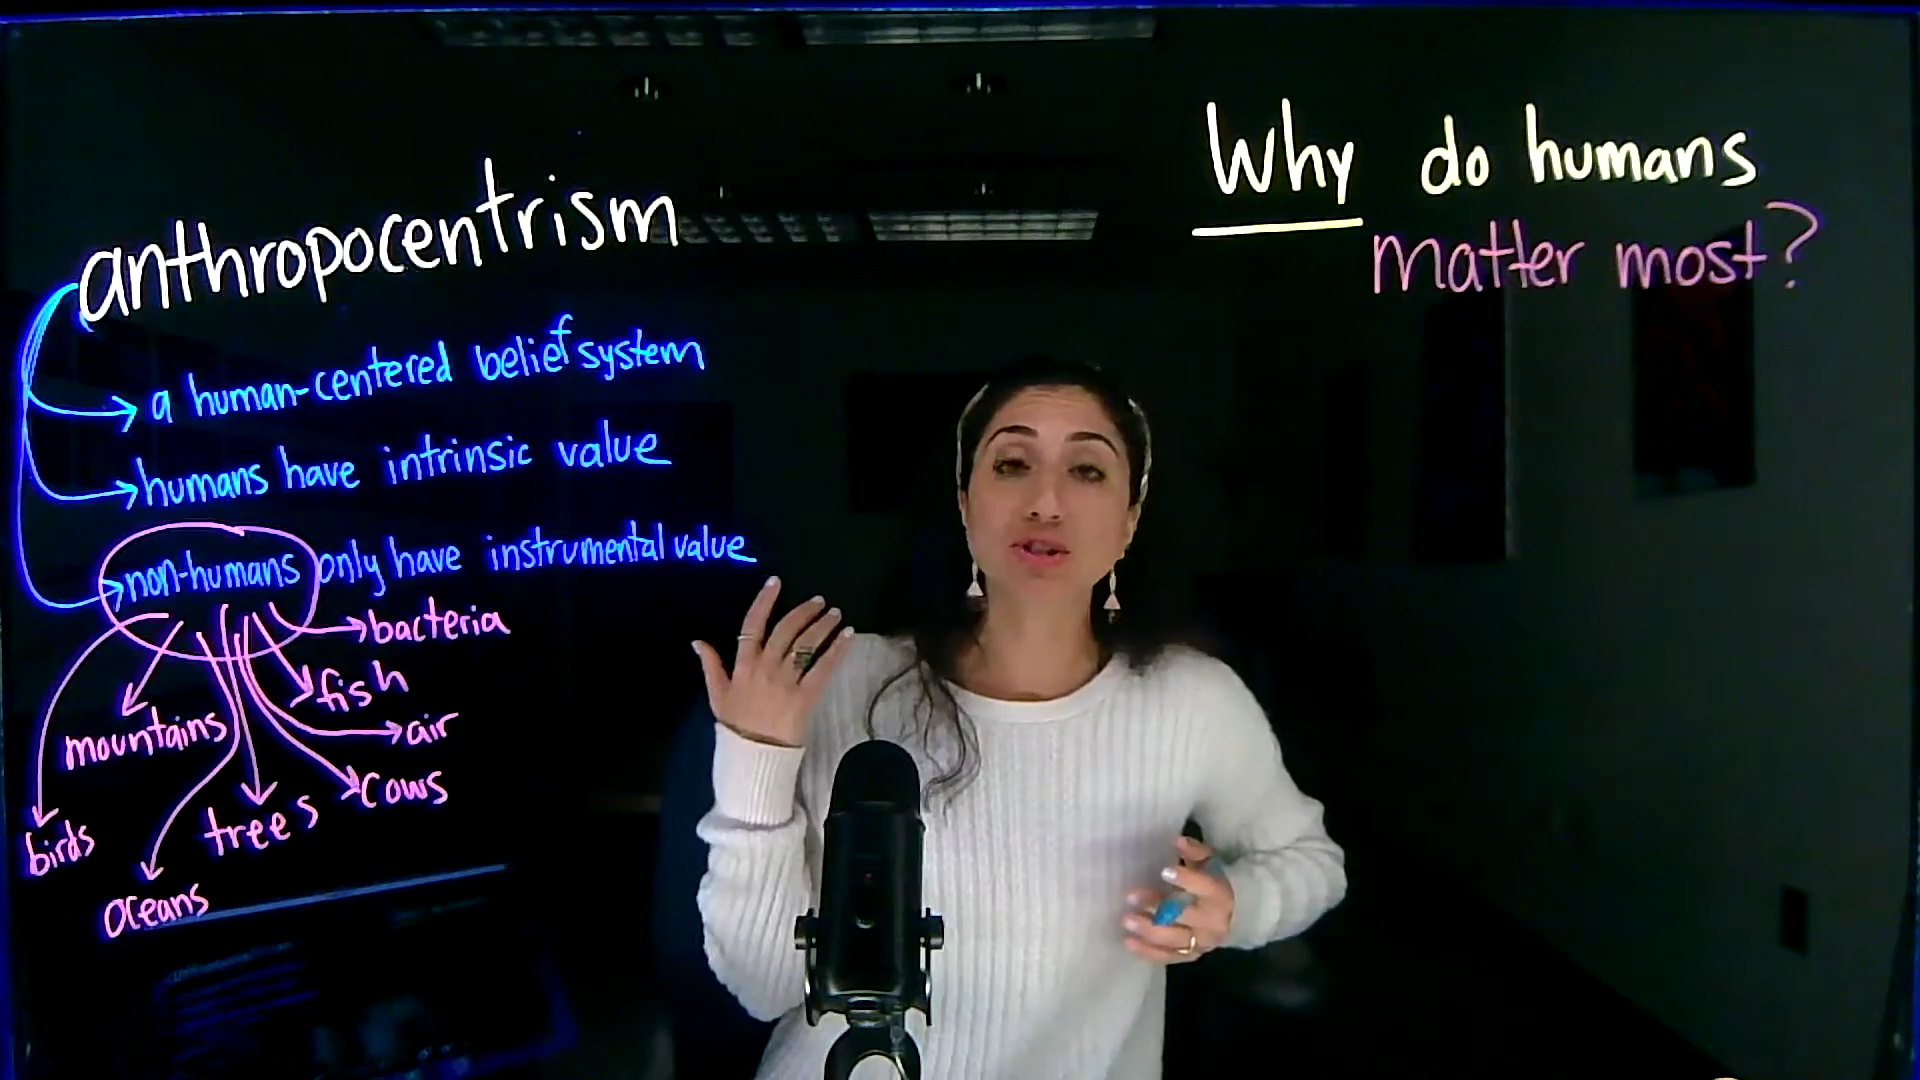 anthropocentrism
a human-centered belief system
humans have intrinsic value
non-humans only have instrumental value
bacteria
fish
mountains
air
cows
trees
birds
oceans
Why do humans
matter most?